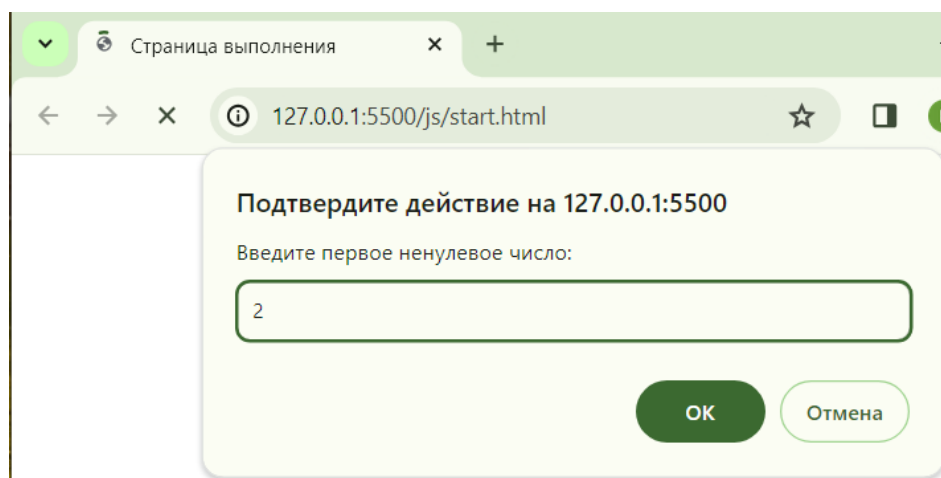 Страница выполнения
127.0.0.1:5500/js/start.html
Подтвердите действие на 127.0.0.1:5500
Введите первое ненулевое число:
2
ОК Отмена